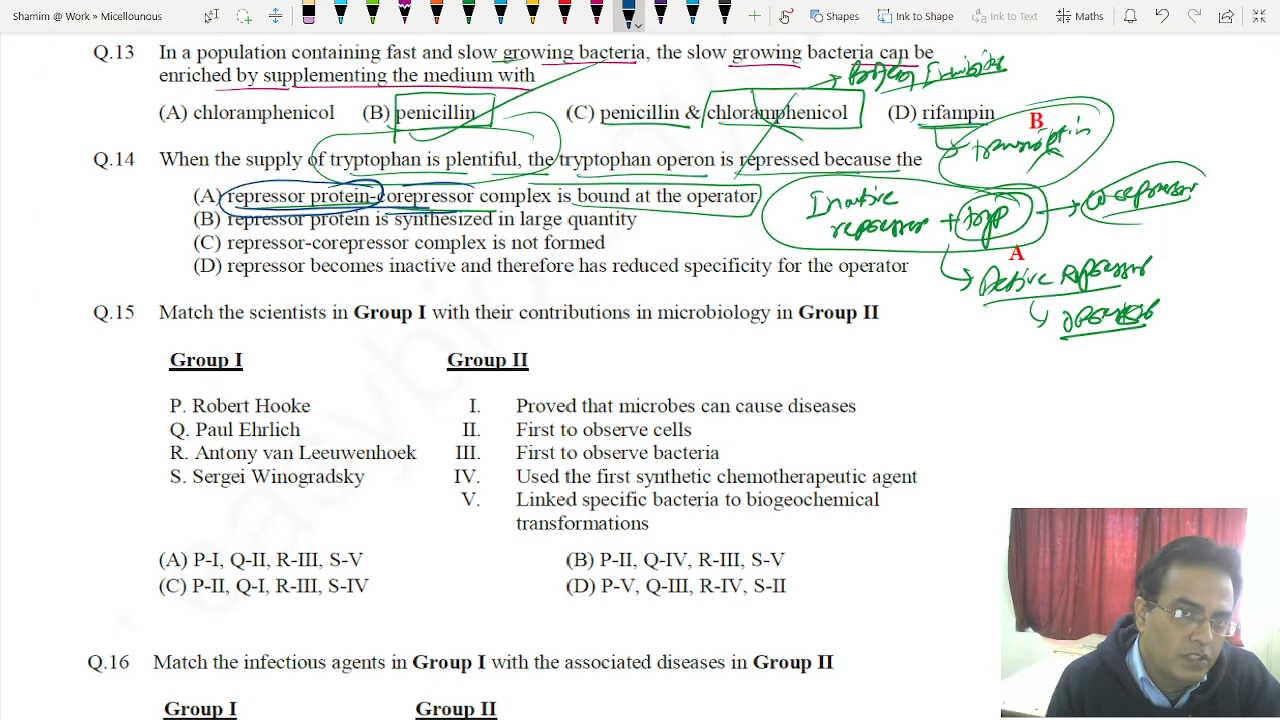 Shamim @ Work » Micellounous
Shapes
Ink to Shape
Ink to Text
Maths
Q.13 In a population containing fast and slow growing bacteria, the slow growing bacteria can be
enriched by supplementing the medium with
(A) chloramphenicol (B) penicillin (C) penicillin & chloramphenicol (D) rifampin
B
Q.14 When the supply of tryptophan is plentiful, the tryptophan operon is repressed because the
(A) repressor protein-corepressor complex is bound at the operator
(B) repressor protein is synthesized in large quantity
(C) repressor-corepressor complex is not formed
(D) repressor becomes inactive and therefore has reduced specificity for the operator
Inactive
repressor + tryp
Corepressor
A
Active Repressor
Q.15 Match the scientists in Group I with their contributions in microbiology in Group II
Group I Group II
P. Robert Hooke I. Proved that microbes can cause diseases
Q. Paul Ehrlich II. First to observe cells
R. Antony van Leeuwenhoek III. First to observe bacteria
S. Sergei Winogradsky IV. Used the first synthetic chemotherapeutic agent
V. Linked specific bacteria to biogeochemical
transformations
(A) P-I, Q-II, R-III, S-V (B) P-II, Q-IV, R-III, S-V
(C) P-II, Q-I, R-III, S-IV (D) P-V, Q-III, R-IV, S-II
Q.16 Match the infectious agents in Group I with the associated diseases in Group II
Group I Group II